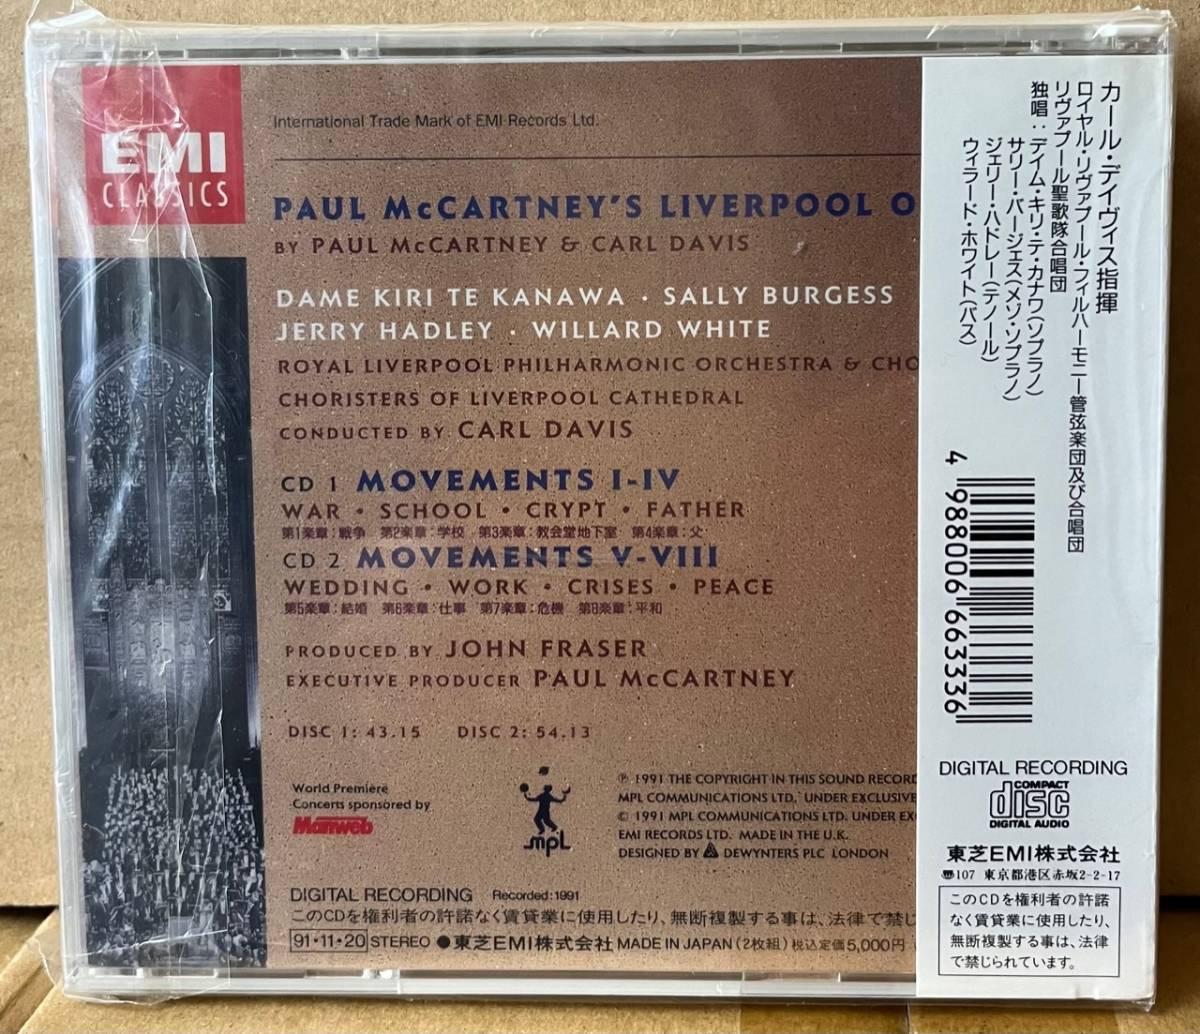 EMI
CLASSICS
International Trade Mark of EMI Records Ltd.
PAUL McCARTNEY'S LIVERPOOL O
BY PAUL McCARTNEY & CARL DAVIS
DAME KIRI TE KANAWA · SALLY BURGESS
JERRY HADLEY · WILLARD WHITE
ROYAL LIVERPOOL PHILHARMONIC ORCHESTRA & CHO
CHORISTERS OF LIVERPOOL CATHEDRAL
CONDUCTED BY CARL DAVIS
CD 1 MOVEMENTS I-IV
WAR · SCHOOL · CRYPT · FATHER
第1楽章:戦争 第2楽章:学校 第3楽章:教会堂地下室 第4楽章:父
CD 2 MOVEMENTS V-VIII
WEDDING · WORK · CRISES · PEACE
第5楽章:結婚 第6楽章:仕事 第7楽章:危機 第8楽章:平和
PRODUCED BY JOHN FRASER
EXECUTIVE PRODUCER PAUL McCARTNEY
DISC 1: 43.15 DISC 2: 54.13
World Première
Concerts sponsored by
Manweb
mpl
℗ 1991 THE COPYRIGHT IN THIS SOUND RECORD
MPL COMMUNICATIONS LTD. UNDER EXCLUSIVE
© 1991 MPL COMMUNICATIONS LTD. UNDER EXC
EMI RECORDS LTD. MADE IN THE U.K.
DESIGNED BY DEWYNTERS PLC LONDON
DIGITAL RECORDING Recorded:1991
このCDを権利者の許諾なく賃貸業に使用したり、無断複製する事は、法律で禁じ
91·11·20 STEREO ●東芝EMI株式会社 MADE IN JAPAN (2枚組) 税込定価5,000円
カール・デイヴィス指揮
ロイヤル・リヴァプール・フィルハーモニー管弦楽団及び合唱団
リヴァプール聖歌隊合唱団
独唱:デイム・キリ・テ・カナワ(ソプラノ)
サリー・バージェス(メゾ・ソプラノ)
ジェリー・ハドレー(テノール)
ウィラード・ホワイト(バス)
4 988006 663336
DIGITAL RECORDING
COMPACT
disc
DIGITAL AUDIO
東芝EMI株式会社
〠107 東京都港区赤坂2-2-17
このCDを権利者の許諾
なく賃貸業に使用したり、
無断複製する事は、法律
で禁じられています。